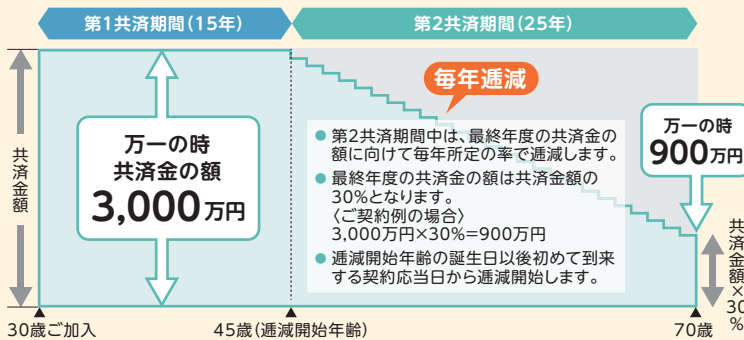 第1共済期間(15年)
第2共済期間(25年)
毎年逓減
共済金額
万一の時
共済金の額
3,000万円
● 第2共済期間中は、最終年度の共済金の
額に向けて毎年所定の率で逓減します。
● 最終年度の共済金の額は共済金額の
30%となります。
〈ご契約例の場合〉
3,000万円×30%=900万円
● 逓減開始年齢の誕生日以後初めて到来
する契約応当日から逓減開始します。
万一の時
900万円
共済金額×30%
30歳ご加入
45歳(逓減開始年齢)
70歳